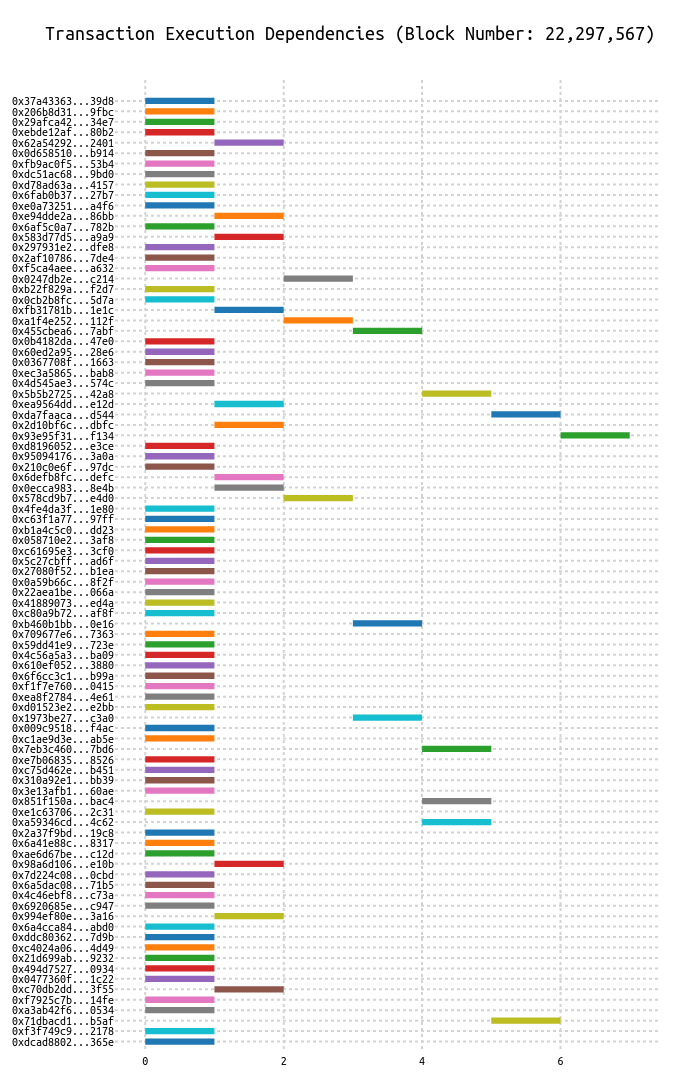 Transaction Execution Dependencies (Block Number: 22,297,567)
0x37a43363...39d8
0x206b8d31...9fbc
0x29afca42...34e7
0xebde12af...80b2
0x62a54292...2401
0x0d658510...b914
0xfb9ac0f5...53b4
0xdc51ac68...9bd0
0xd78ad63a...4157
0x6fab0b37...27b7
0xe0a73251...a4f6
0xe94dde2a...86bb
0x6af5c0a7...782b
0x583d77d5...a9a9
0x297931e2...dfe8
0x2af10786...7de4
0xf5ca4aee...a632
0x0247db2e...c214
0xb22f829a...f2d7
0x0cb2b8fc...5d7a
0xfb31781b...1e1c
0xa1f4e252...112f
0x455cbea6...7abf
0x0b4182da...47e0
0x60ed2a95...28e6
0x0367708f...1663
0xec3a5865...bab8
0x4d545ae3...574c
0x5b5b2725...42a8
0xea9564dd...e12d
0xda7faaca...d544
0x2d10bf6c...dbfc
0x93e95f31...f134
0xd8196052...e3ce
0x95094176...3a0a
0x210c0e6f...97dc
0x6defb8fc...defc
0x0ecca983...8e4b
0x578cd9b7...e4d0
0x4fe4da3f...1e80
0xc63f1a77...97ff
0xb1a4c5c0...dd23
0x058710e2...3af8
0xc61695e3...3cf0
0x5c27cbff...ad6f
0x27080f52...b1ea
0x0a59b66c...8f2f
0x22aea1be...066a
0x41889073...ed4a
0xc80a9b72...af8f
0xb460b1bb...0e16
0x709677e6...7363
0x59dd41e9...723e
0x4c56a5a3...ba09
0x610ef052...3880
0x6f6cc3c1...b99a
0xf1f7e760...0415
0xea8f2784...4e61
0xd01523e2...e2bb
0x1973be27...c3a0
0x009c9518...f4ac
0xc1ae9d3e...ab5e
0x7eb3c460...7bd6
0xe7b06835...8526
0xc75d462e...b451
0x310a92e1...bb39
0x3e13afb1...60ae
0x851f150a...bac4
0xe1c63706...2c31
0xa59346cd...4c62
0x2a37f9bd...19c8
0x6a41e88c...8317
0xae6d67be...c12d
0x98a6d106...e10b
0x7d224c08...0cbd
0x6a5dac08...71b5
0x4c46ebf8...c73a
0x6920685e...c947
0x994ef80e...3a16
0x6a4cca84...abd0
0xddc80362...7d9b
0xc4024a06...4d49
0x21d699ab...9232
0x494d7527...0934
0x0477360f...1c22
0xc70db2dd...3f55
0xf7925c7b...14fe
0xa3ab42f6...0534
0x71dbacd1...b5af
0xf3f749c9...2178
0xdcad8802...365e
0 2 4 6